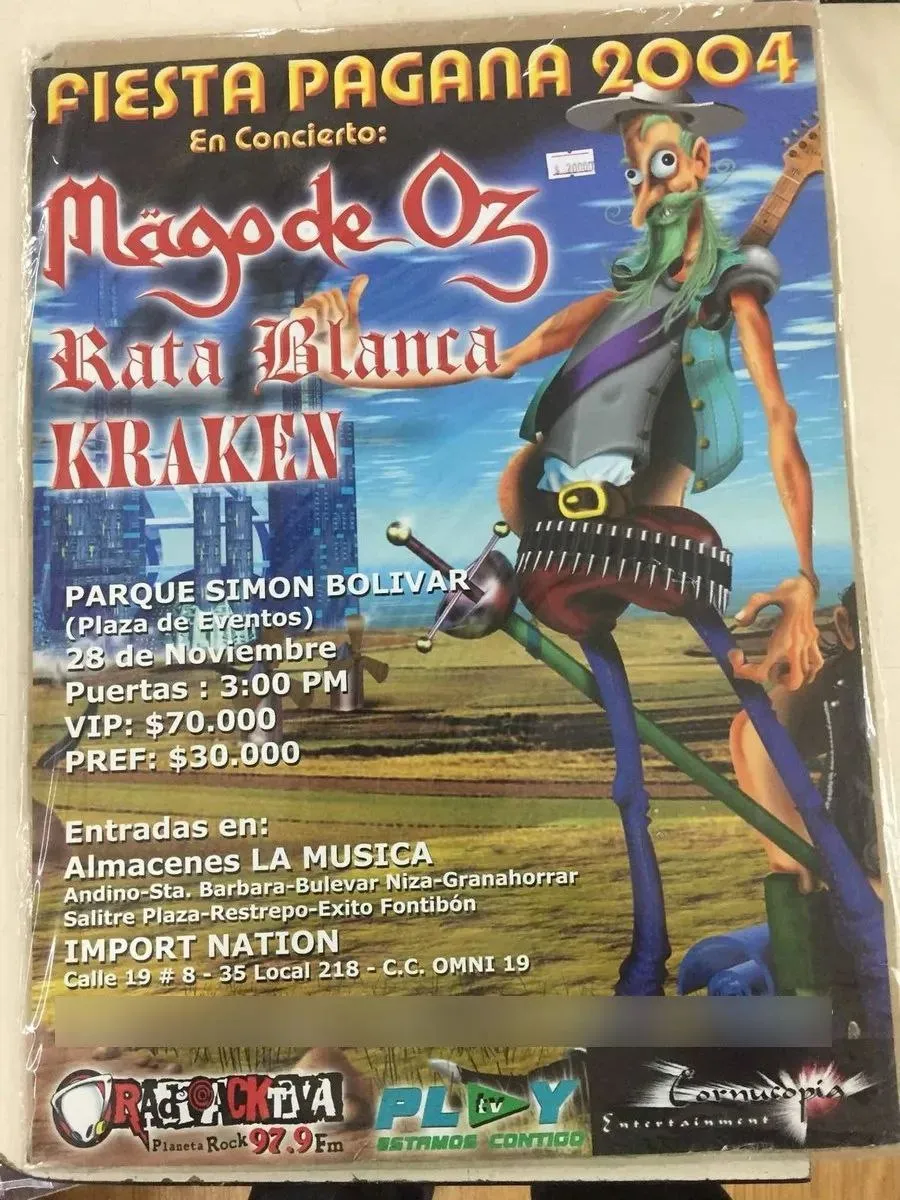 FIESTA PAGANA 2004
En Concierto:
Mägo de Oz
Rata Blanca
KRAKEN
PARQUE SIMON BOLIVAR
(Plaza de Eventos)
28 de Noviembre
Puertas : 3:00 PM
VIP: $70.000
PREF: $30.000
Entradas en:
Almacenes LA MUSICA
Andino-Sta. Barbara-Bulevar Niza-Granahorrar
Salitre Plaza-Restrepo-Exito Fontibón
IMPORT NATION
Calle 19 # 8 - 35 Local 218 - C.C. OMNI 19
RADIOACKTIVA
Planeta Rock 97.9 Fm
PLAY tv
ESTAMOS CONTIGO
Cornucopia
Entertainment